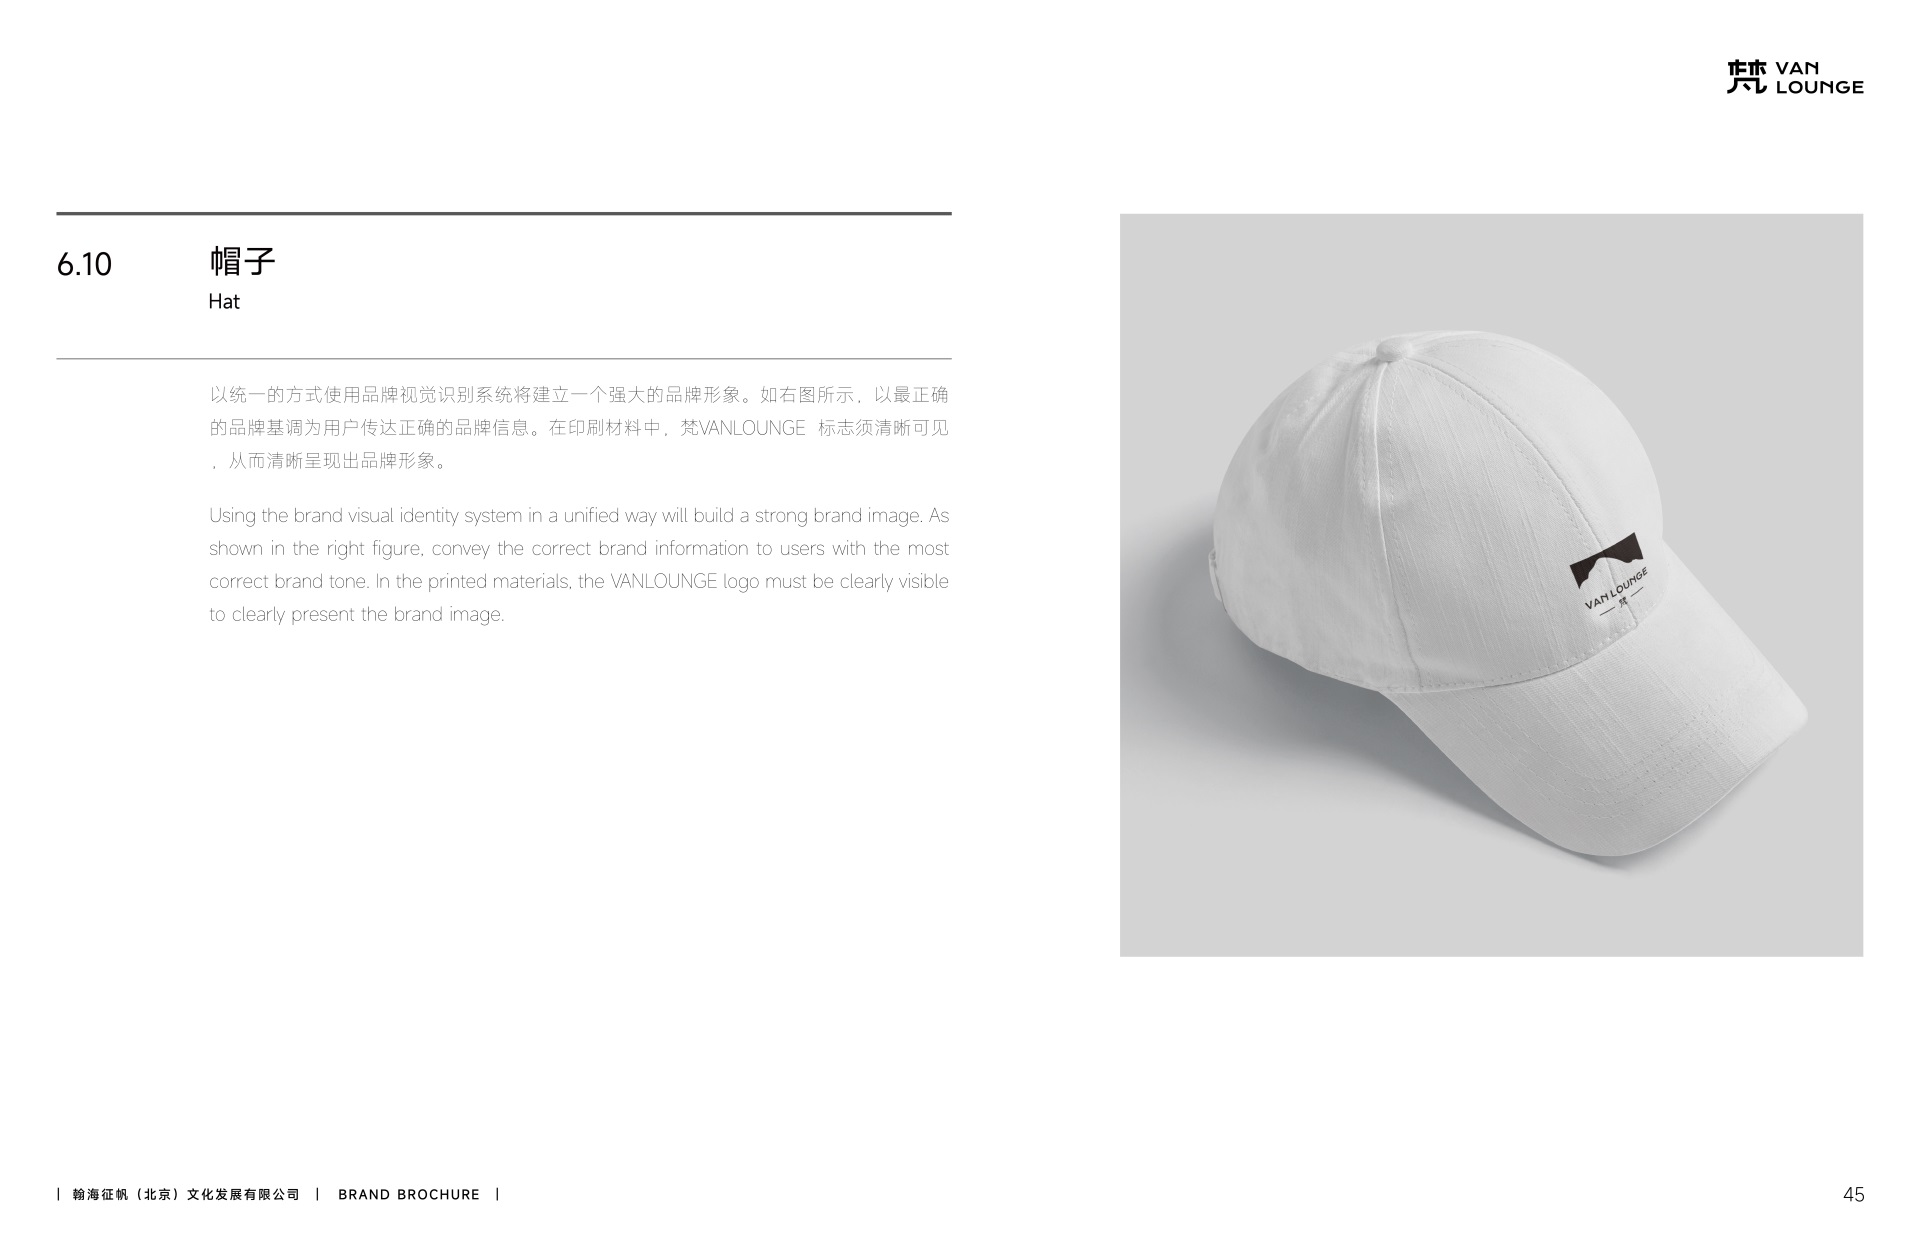 梵 VAN
LOUNGE
6.10
帽子
Hat
以统一的方式使用品牌视觉识别系统将建立一个强大的品牌形象。如右图所示，以最正确
的品牌基调为用户传达正确的品牌信息。在印刷材料中，梵VANLOUNGE 标志须清晰可见
，从而清晰呈现出品牌形象。
Using the brand visual identity system in a unified way will build a strong brand image. As
shown in the right figure, convey the correct brand information to users with the most
correct brand tone. In the printed materials, the VANLOUNGE logo must be clearly visible
to clearly present the brand image.
VAN LOUNGE
梵
| 翰海征帆（北京）文化发展有限公司 | BRAND BROCHURE |
45